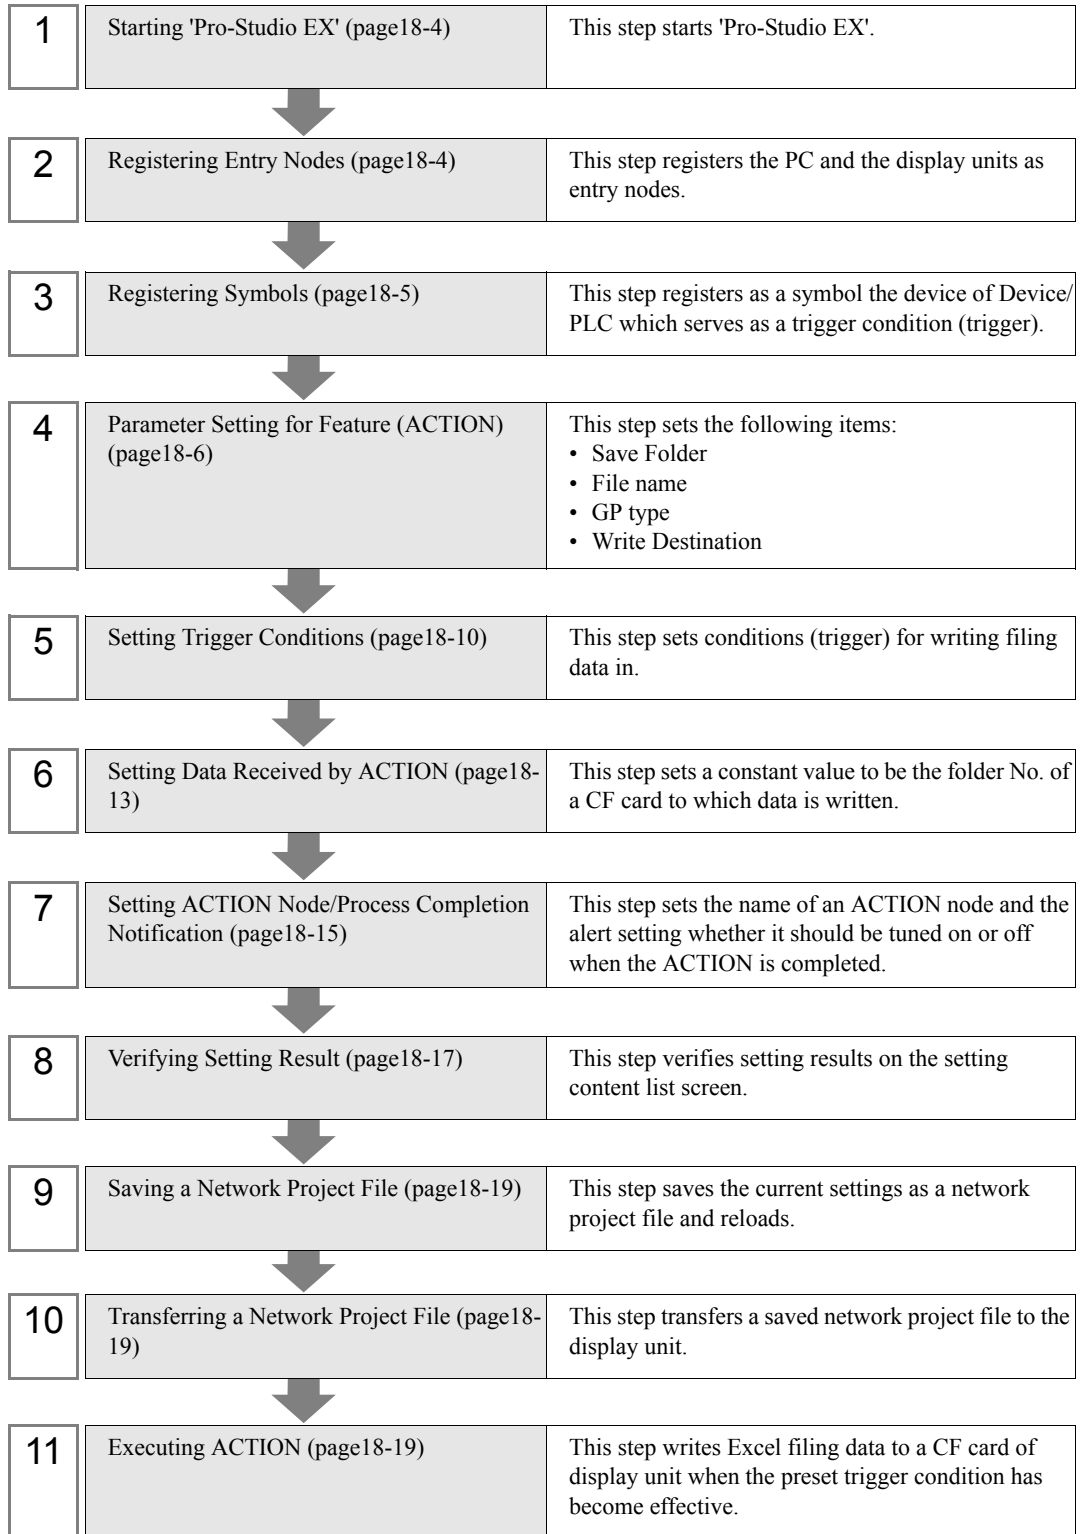 1
Starting 'Pro-Studio EX' (page18-4)
This step starts 'Pro-Studio EX'.
2
Registering Entry Nodes (page18-4)
This step registers the PC and the display units as
entry nodes.
3
Registering Symbols (page18-5)
This step registers as a symbol the device of Device/
PLC which serves as a trigger condition (trigger).
4
Parameter Setting for Feature (ACTION)
(page18-6)
This step sets the following items:
• Save Folder
• File name
• GP type
• Write Destination
5
Setting Trigger Conditions (page18-10)
This step sets conditions (trigger) for writing filing
data in.
6
Setting Data Received by ACTION (page18-
13)
This step sets a constant value to be the folder No. of
a CF card to which data is written.
7
Setting ACTION Node/Process Completion
Notification (page18-15)
This step sets the name of an ACTION node and the
alert setting whether it should be tuned on or off
when the ACTION is completed.
8
Verifying Setting Result (page18-17)
This step verifies setting results on the setting
content list screen.
9
Saving a Network Project File (page18-19)
This step saves the current settings as a network
project file and reloads.
10
Transferring a Network Project File (page18-
19)
This step transfers a saved network project file to the
display unit.
11
Executing ACTION (page18-19)
This step writes Excel filing data to a CF card of
display unit when the preset trigger condition has
become effective.